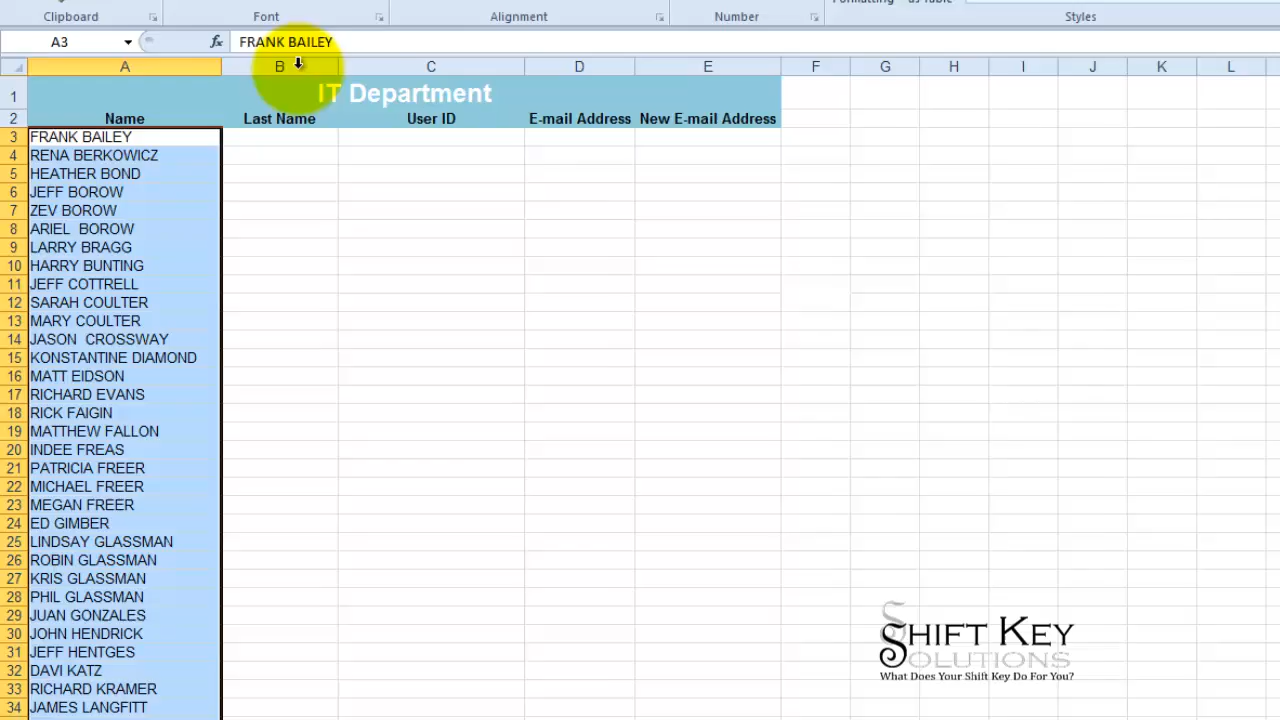 Clipboard Font Alignment Number Formatting as Table Styles
A3 fx FRANK BAILEY
A B C D E F G H I J K L
1 IT Department
2 Name Last Name User ID E-mail Address New E-mail Address
3 FRANK BAILEY
4 RENA BERKOWICZ
5 HEATHER BOND
6 JEFF BOROW
7 ZEV BOROW
8 ARIEL  BOROW
9 LARRY BRAGG
10 HARRY BUNTING
11 JEFF COTTRELL
12 SARAH COULTER
13 MARY COULTER
14 JASON  CROSSWAY
15 KONSTANTINE DIAMOND
16 MATT EIDSON
17 RICHARD EVANS
18 RICK FAIGIN
19 MATTHEW FALLON
20 INDEE FREAS
21 PATRICIA FREER
22 MICHAEL FREER
23 MEGAN FREER
24 ED GIMBER
25 LINDSAY GLASSMAN
26 ROBIN GLASSMAN
27 KRIS GLASSMAN
28 PHIL GLASSMAN
29 JUAN GONZALES
30 JOHN HENDRICK
31 JEFF HENTGES
32 DAVI KATZ
33 RICHARD KRAMER
34 JAMES LANGFITT
SHIFT KEY
SOLUTIONS
What Does Your Shift Key Do For You?